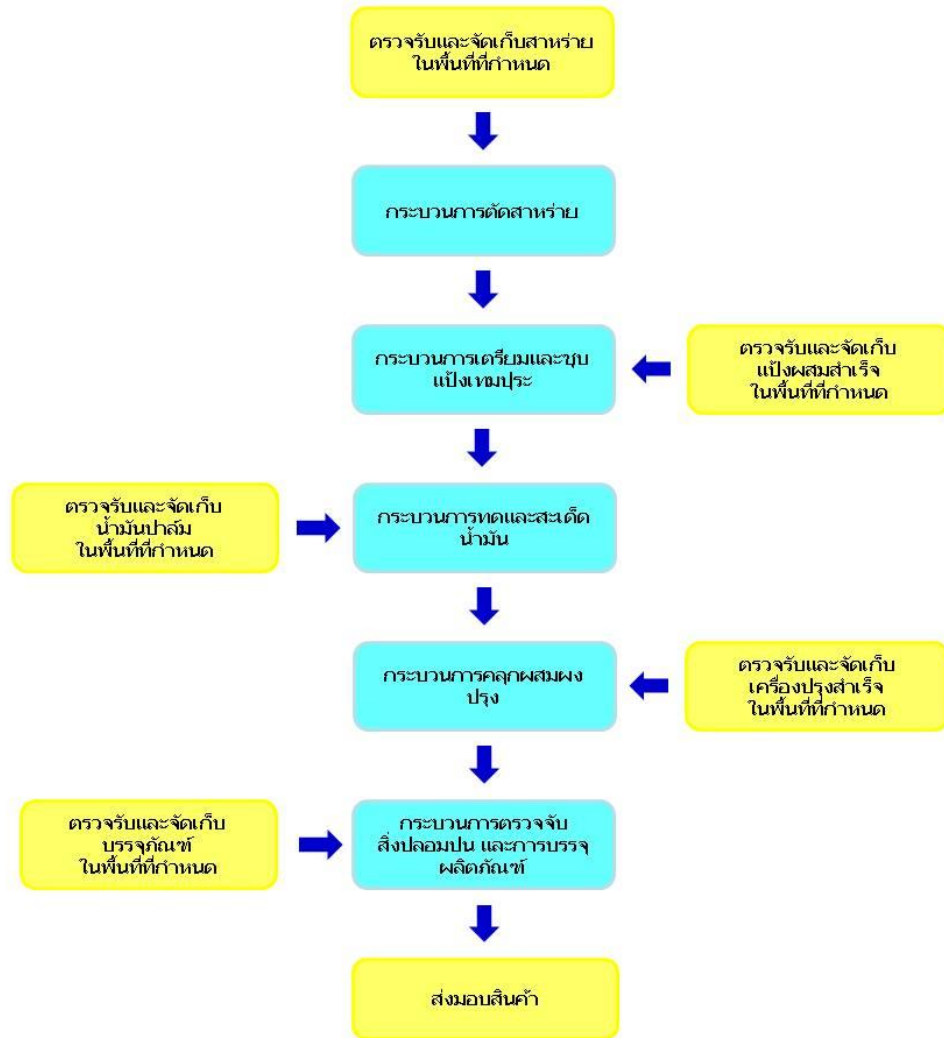 ตรวจรับและจัดเก็บสาหร่าย
ในพื้นที่ที่กำหนด
กระบวนการตัดสาหร่าย
กระบวนการเตรียมและชุบ
แป้งเทมปุระ
ตรวจรับและจัดเก็บ
แป้งผสมสำเร็จ
ในพื้นที่ที่กำหนด
ตรวจรับและจัดเก็บ
น้ำมันปาล์ม
ในพื้นที่ที่กำหนด
กระบวนการทดและสะเด็ด
น้ำมัน
กระบวนการคลุกผสมผง
ปรุง
ตรวจรับและจัดเก็บ
เครื่องปรุงสำเร็จ
ในพื้นที่ที่กำหนด
ตรวจรับและจัดเก็บ
บรรจุภัณฑ์
ในพื้นที่ที่กำหนด
กระบวนการตรวจจับ
สิ่งปลอมปน และการบรรจุ
ผลิตภัณฑ์
ส่งมอบสินค้า